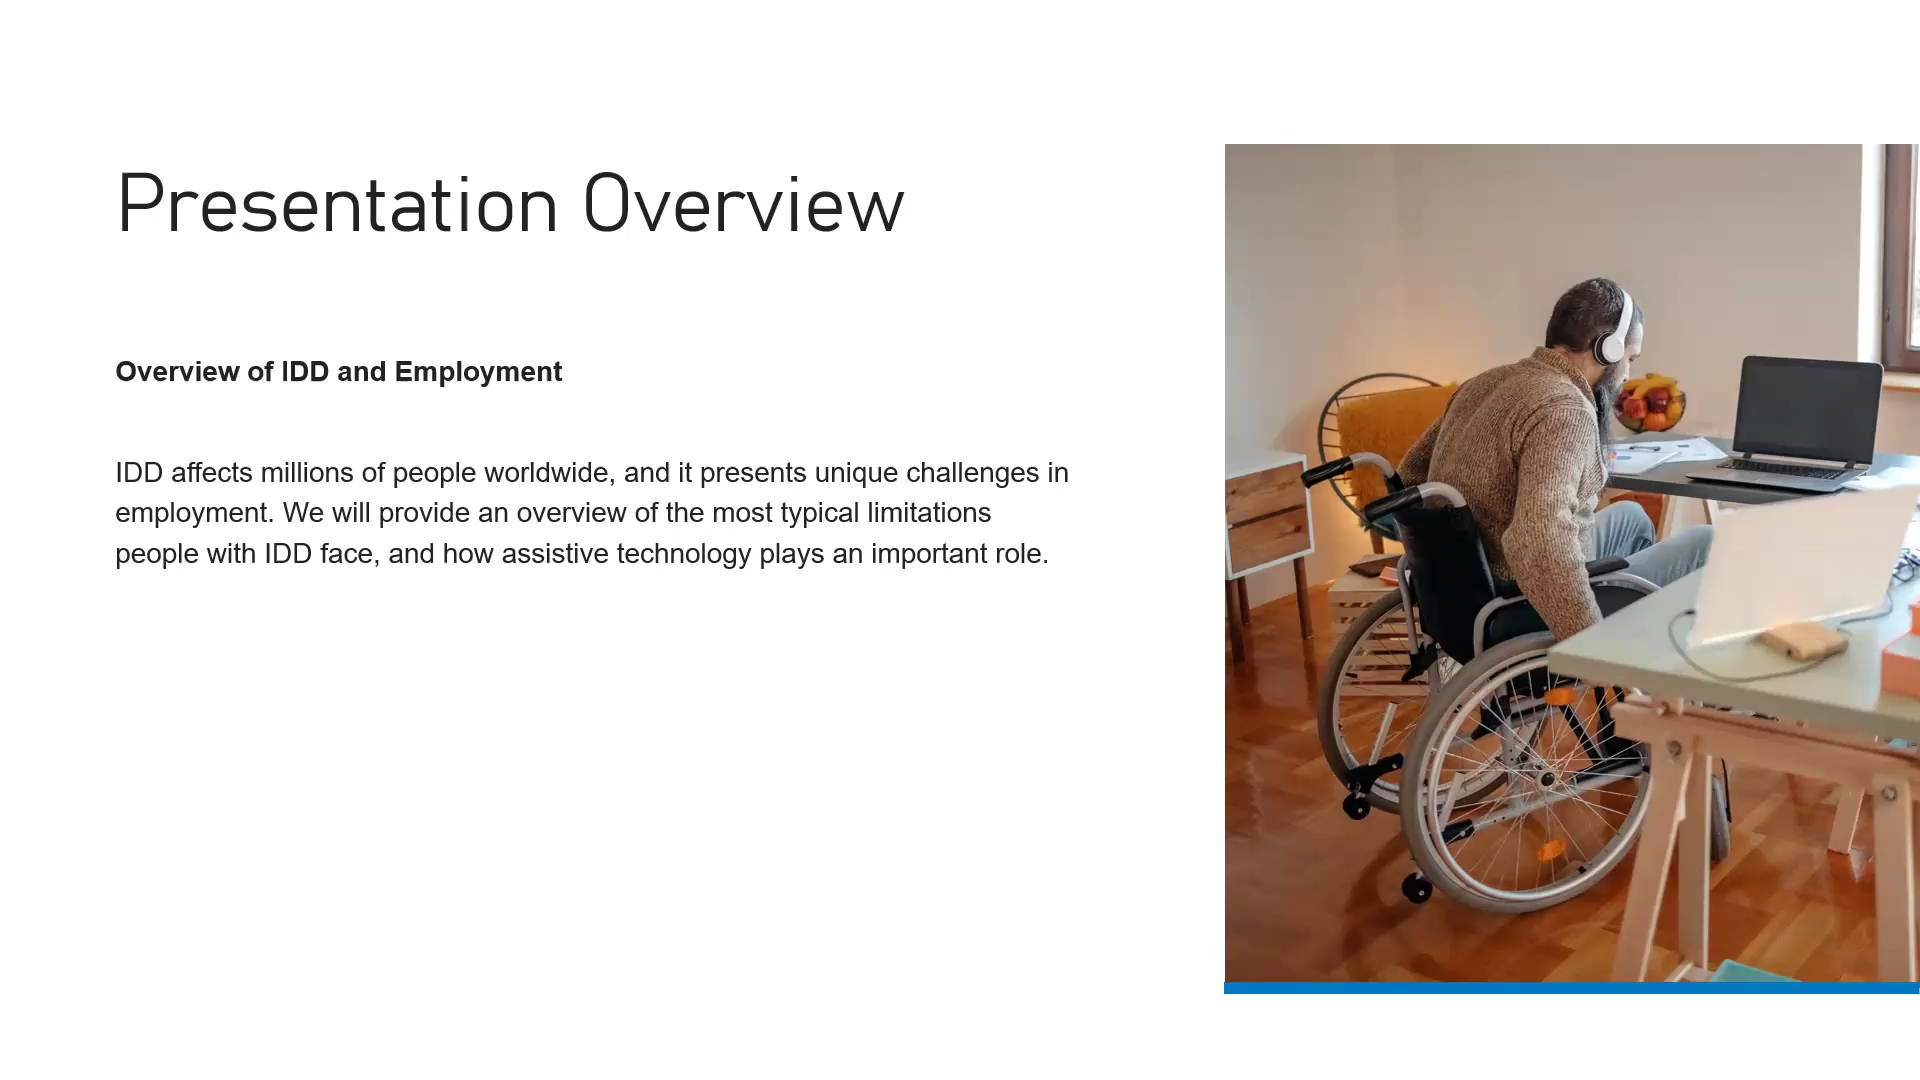 Presentation Overview
Overview of IDD and Employment
IDD affects millions of people worldwide, and it presents unique challenges in
employment. We will provide an overview of the most typical limitations
people with IDD face, and how assistive technology plays an important role.